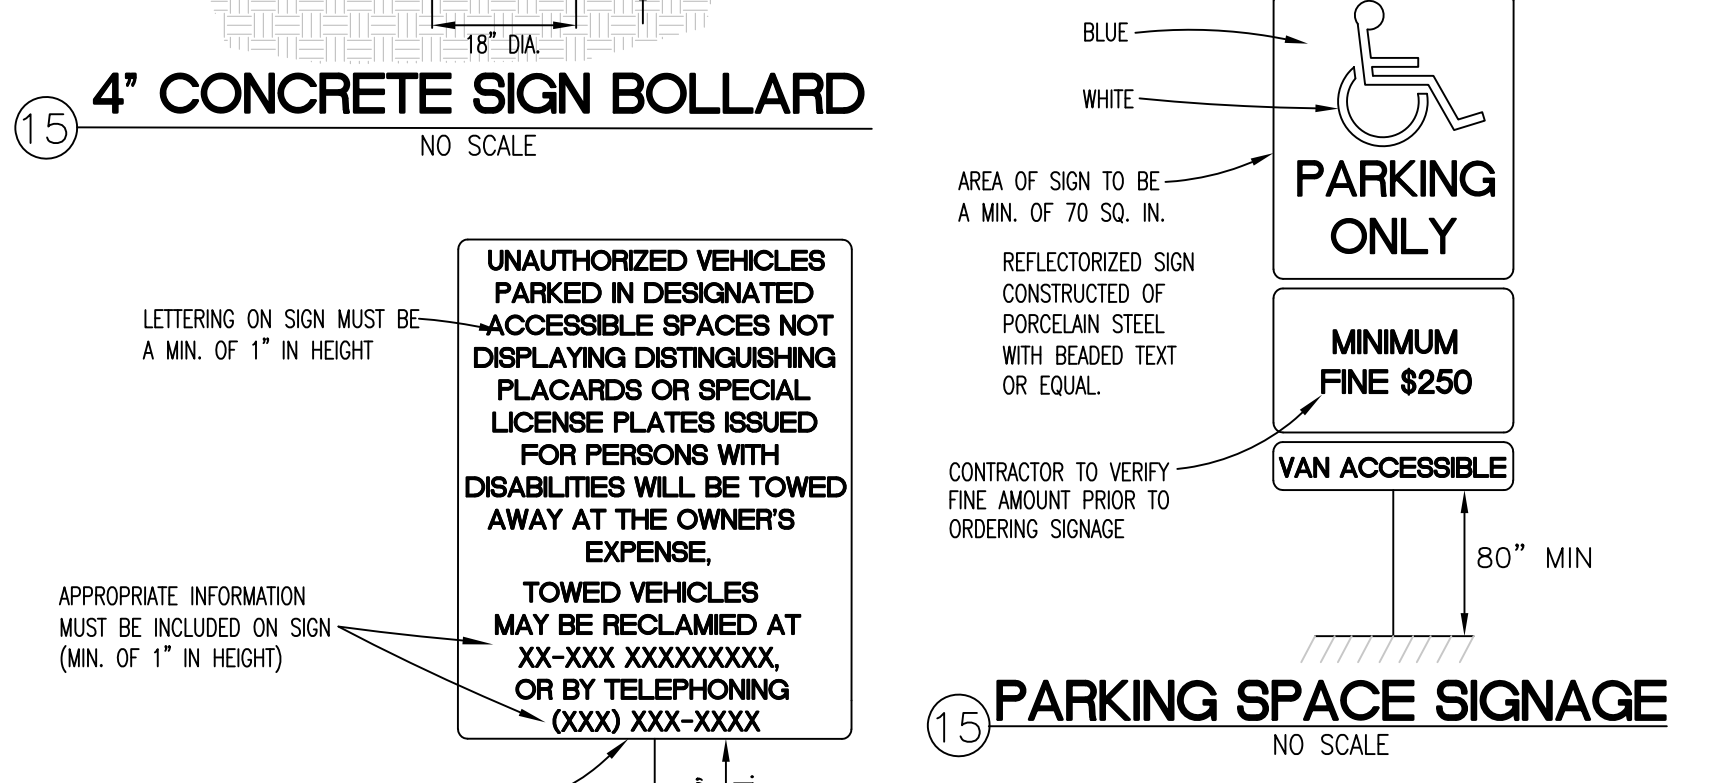 18" DIA.
15
4" CONCRETE SIGN BOLLARD
NO SCALE
LETTERING ON SIGN MUST BE
A MIN. OF 1" IN HEIGHT
UNAUTHORIZED VEHICLES
PARKED IN DESIGNATED
ACCESSIBLE SPACES NOT
DISPLAYING DISTINGUISHING
PLACARDS OR SPECIAL
LICENSE PLATES ISSUED
FOR PERSONS WITH
DISABILITIES WILL BE TOWED
AWAY AT THE OWNER'S
EXPENSE,
TOWED VEHICLES
MAY BE RECLAMIED AT
XX-XXX XXXXXXXXX,
OR BY TELEPHONING
(XXX) XXX-XXXX
APPROPRIATE INFORMATION
MUST BE INCLUDED ON SIGN
(MIN. OF 1" IN HEIGHT)
BLUE
WHITE
AREA OF SIGN TO BE
A MIN. OF 70 SQ. IN.
REFLECTORIZED SIGN
CONSTRUCTED OF
PORCELAIN STEEL
WITH BEADED TEXT
OR EQUAL.
CONTRACTOR TO VERIFY
FINE AMOUNT PRIOR TO
ORDERING SIGNAGE
PARKING
ONLY
MINIMUM
FINE $250
VAN ACCESSIBLE
80" MIN
15
PARKING SPACE SIGNAGE
NO SCALE